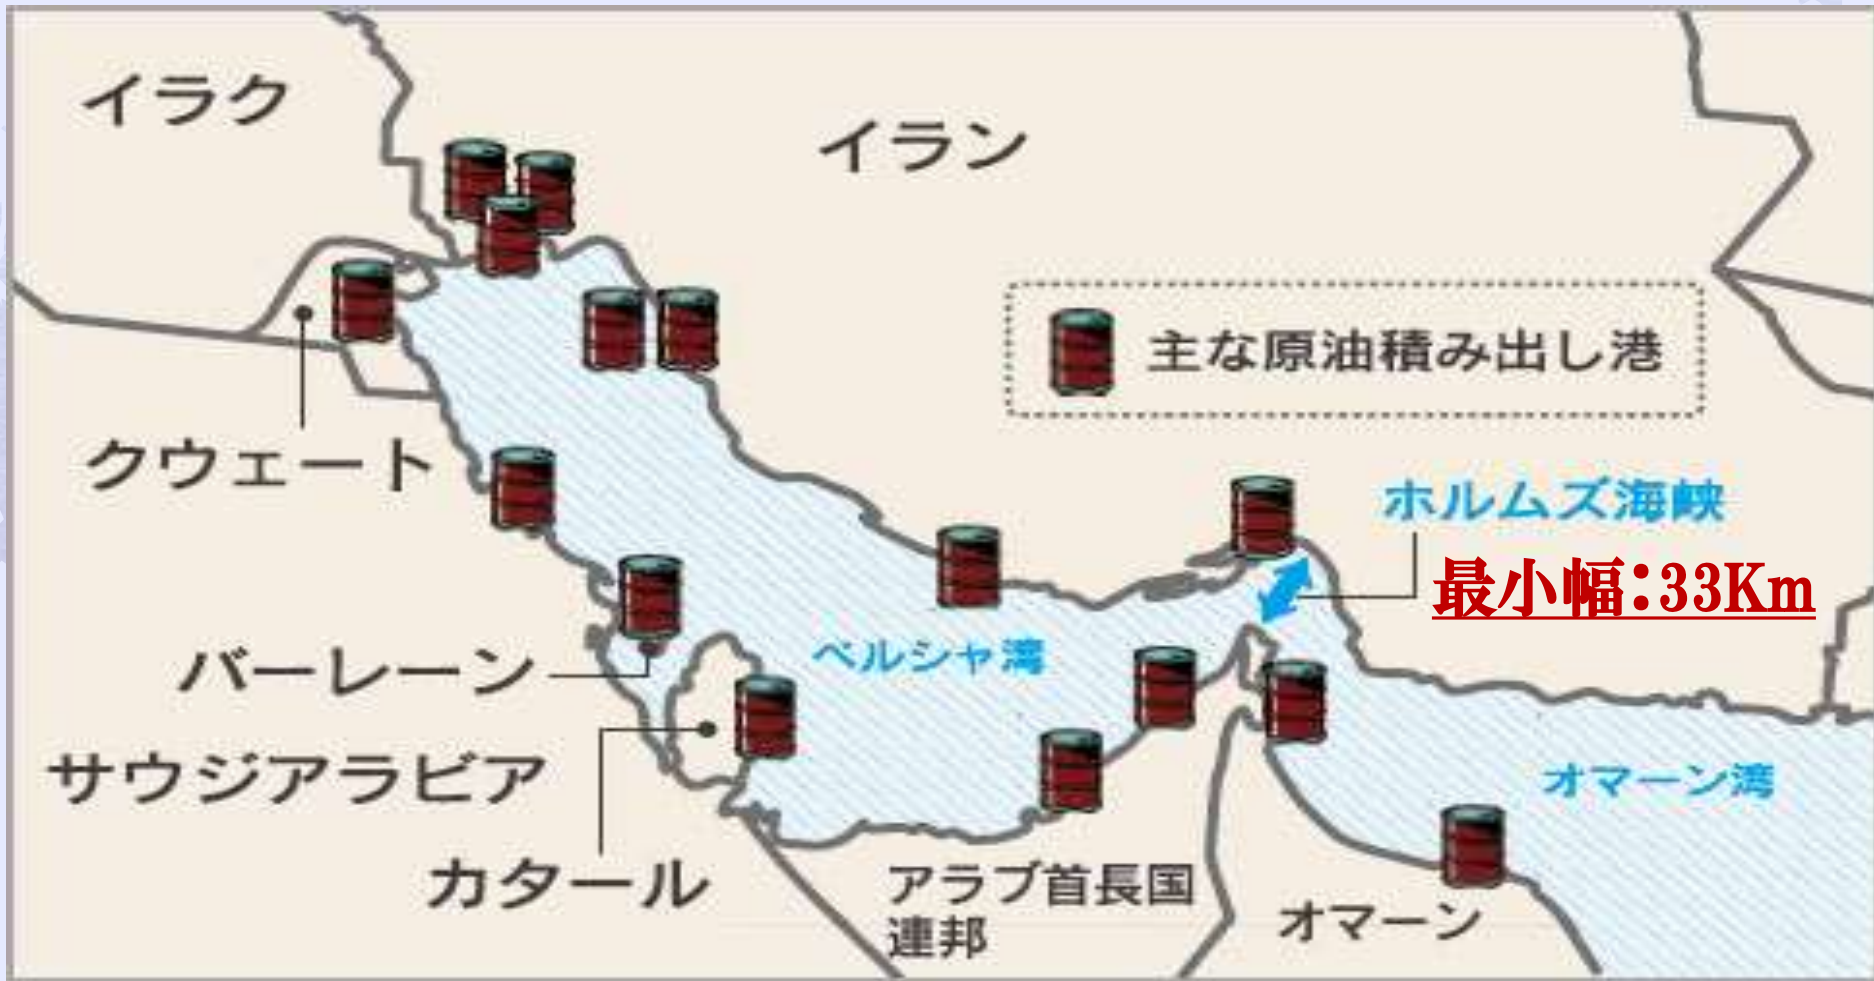 イラク
イラン
主な原油積み出し港
クウェート
ホルムズ海峡
最小幅:33Km
ペルシャ湾
バーレーン
サウジアラビア
オマーン湾
カタール
アラブ首長国
連邦
オマーン